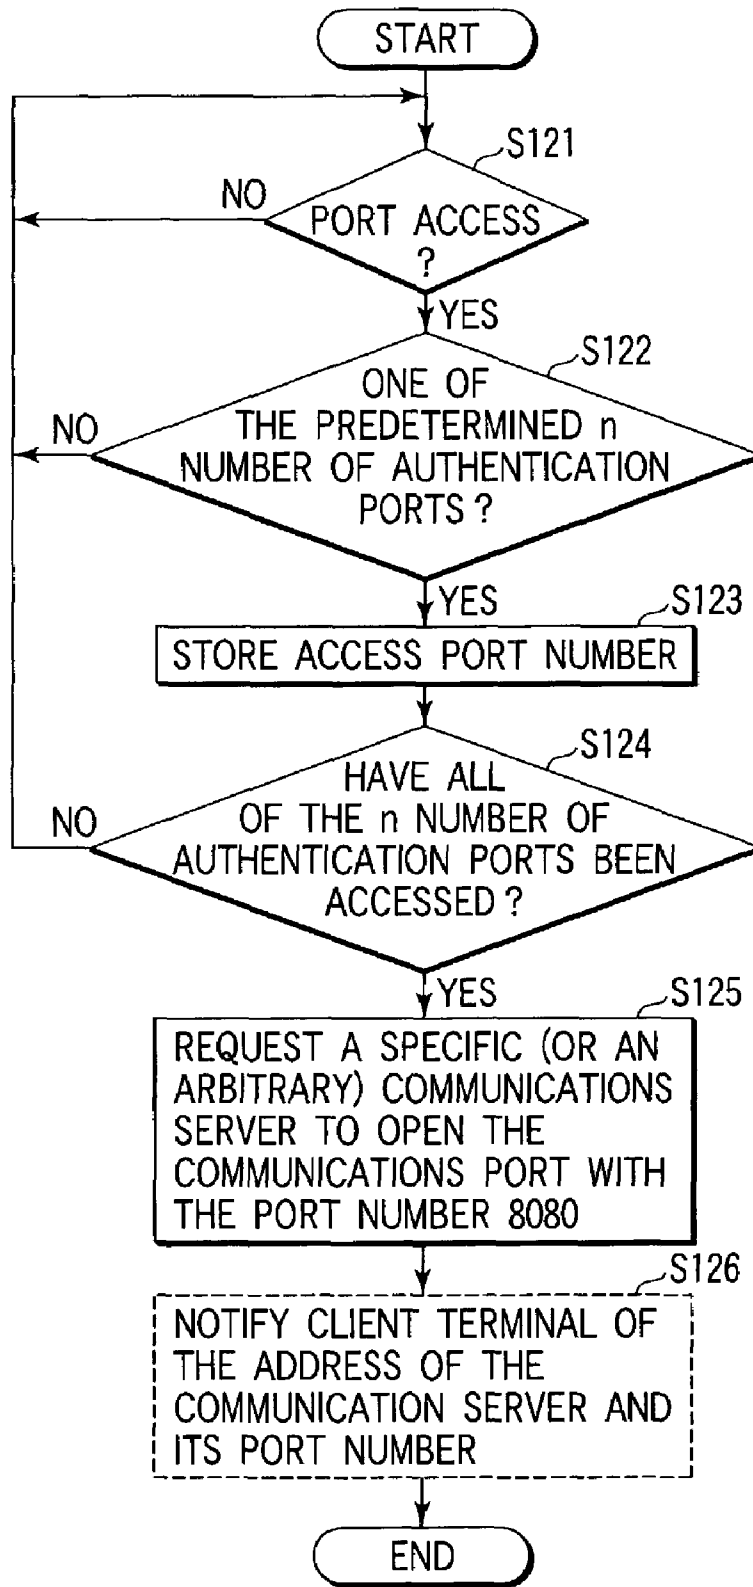 START
S121
NO
PORT ACCESS
?
YES
S122
ONE OF
THE PREDETERMINED n
NUMBER OF AUTHENTICATION
PORTS?
NO
YES
S123
STORE ACCESS PORT NUMBER
S124
HAVE ALL
OF THE n NUMBER OF
AUTHENTICATION PORTS BEEN
ACCESSED?
NO
YES
S125
REQUEST A SPECIFIC (OR AN
ARBITRARY) COMMUNICATIONS
SERVER TO OPEN THE
COMMUNICATIONS PORT WITH
THE PORT NUMBER 8080
S126
NOTIFY CLIENT TERMINAL OF
THE ADDRESS OF THE
COMMUNICATION SERVER AND
ITS PORT NUMBER
END